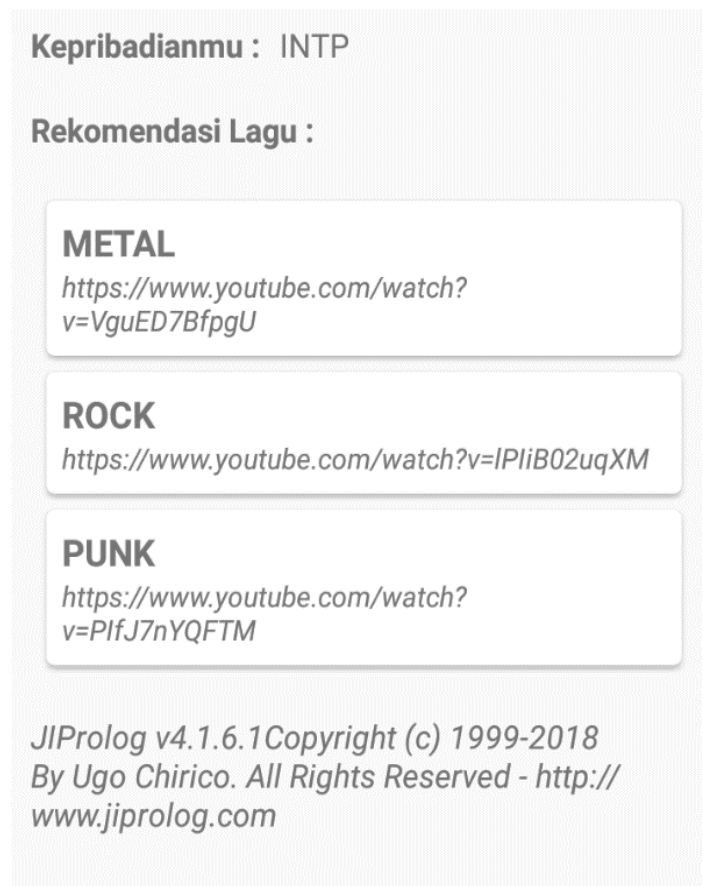 Kepribadianmu : INTP
Rekomendasi Lagu :
METAL
https://www.youtube.com/watch?
v=VguED7BfpgU
ROCK
https://www.youtube.com/watch?v=lPIiB02uqXM
PUNK
https://www.youtube.com/watch?
v=PIfJ7nYQFTM
JIProlog v4.1.6.1Copyright (c) 1999-2018
By Ugo Chirico. All Rights Reserved - http://
www.jiprolog.com